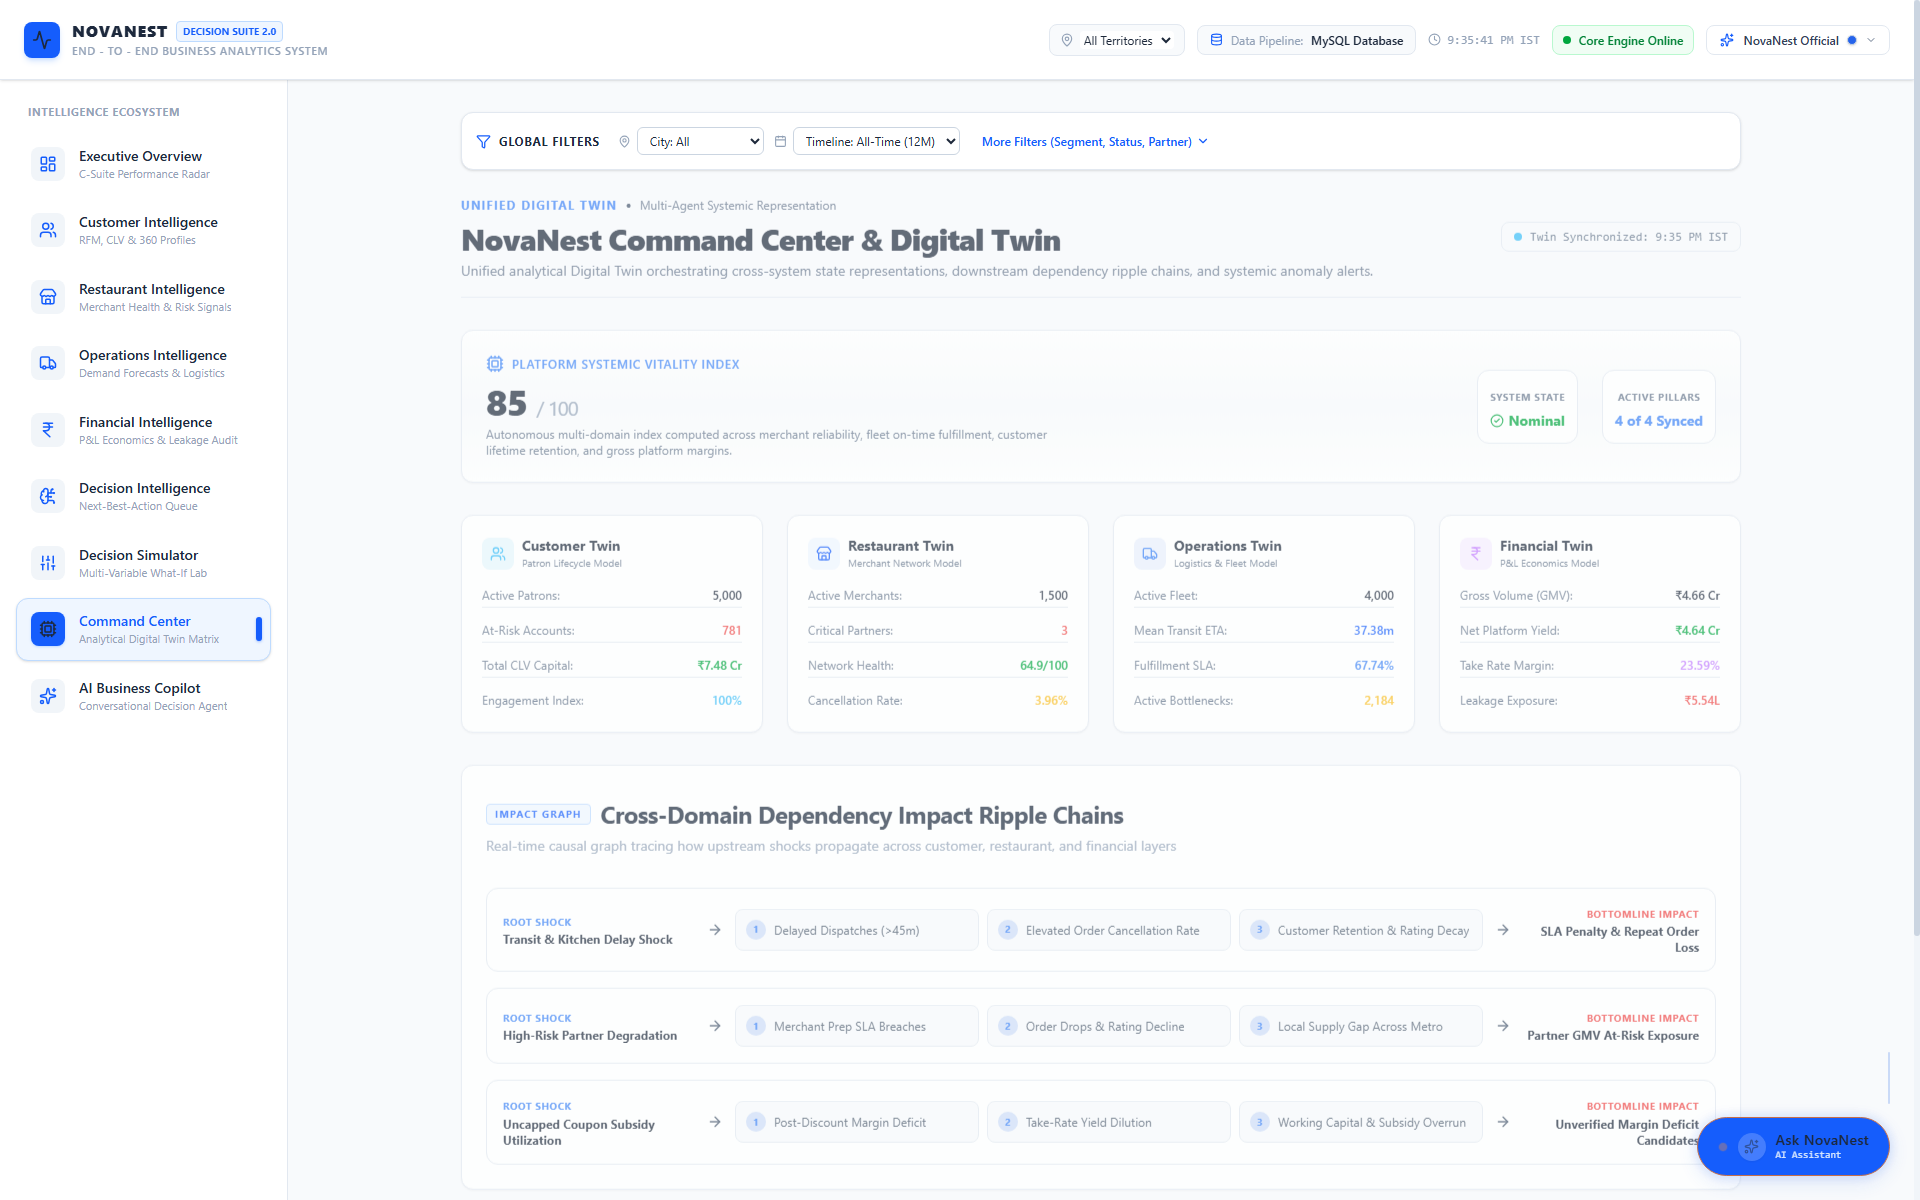 NOVANEST DECISION SUITE 2.0
END - TO - END BUSINESS ANALYTICS SYSTEM
All Territories
Data Pipeline: MySQL Database
9:35:41 PM IST
Core Engine Online
NovaNest Official
INTELLIGENCE ECOSYSTEM
Executive Overview
C-Suite Performance Radar
Customer Intelligence
RFM, CLV & 360 Profiles
Restaurant Intelligence
Merchant Health & Risk Signals
Operations Intelligence
Demand Forecasts & Logistics
Financial Intelligence
P&L Economics & Leakage Audit
Decision Intelligence
Next-Best-Action Queue
Decision Simulator
Multi-Variable What-If Lab
Command Center
Analytical Digital Twin Matrix
AI Business Copilot
Conversational Decision Agent
GLOBAL FILTERS
City: All
Timeline: All-Time (12M)
More Filters (Segment, Status, Partner)
UNIFIED DIGITAL TWIN • Multi-Agent Systemic Representation
NovaNest Command Center & Digital Twin
Unified analytical Digital Twin orchestrating cross-system state representations, downstream dependency ripple chains, and systemic anomaly alerts.
Twin Synchronized: 9:35 PM IST
PLATFORM SYSTEMIC VITALITY INDEX
85 / 100
Autonomous multi-domain index computed across merchant reliability, fleet on-time fulfillment, customer
lifetime retention, and gross platform margins.
SYSTEM STATE
Nominal
ACTIVE PILLARS
4 of 4 Synced
Customer Twin
Patron Lifecycle Model
Active Patrons: 5,000
At-Risk Accounts: 781
Total CLV Capital: ₹7.48 Cr
Engagement Index: 100%
Restaurant Twin
Merchant Network Model
Active Merchants: 1,500
Critical Partners: 3
Network Health: 64.9/100
Cancellation Rate: 3.96%
Operations Twin
Logistics & Fleet Model
Active Fleet: 4,000
Mean Transit ETA: 37.38m
Fulfillment SLA: 67.74%
Active Bottlenecks: 2,184
Financial Twin
P&L Economics Model
Gross Volume (GMV): ₹4.66 Cr
Net Platform Yield: ₹4.64 Cr
Take Rate Margin: 23.59%
Leakage Exposure: ₹5.54L
IMPACT GRAPH Cross-Domain Dependency Impact Ripple Chains
Real-time causal graph tracing how upstream shocks propagate across customer, restaurant, and financial layers
ROOT SHOCK
Transit & Kitchen Delay Shock
1 Delayed Dispatches (>45m)
2 Elevated Order Cancellation Rate
3 Customer Retention & Rating Decay
BOTTOMLINE IMPACT
SLA Penalty & Repeat Order
Loss
ROOT SHOCK
High-Risk Partner Degradation
1 Merchant Prep SLA Breaches
2 Order Drops & Rating Decline
3 Local Supply Gap Across Metro
BOTTOMLINE IMPACT
Partner GMV At-Risk Exposure
ROOT SHOCK
Uncapped Coupon Subsidy
Utilization
1 Post-Discount Margin Deficit
2 Take-Rate Yield Dilution
3 Working Capital & Subsidy Overrun
BOTTOMLINE IMPACT
Unverified Margin Deficit
Candidates
Ask NovaNest
AI Assistant